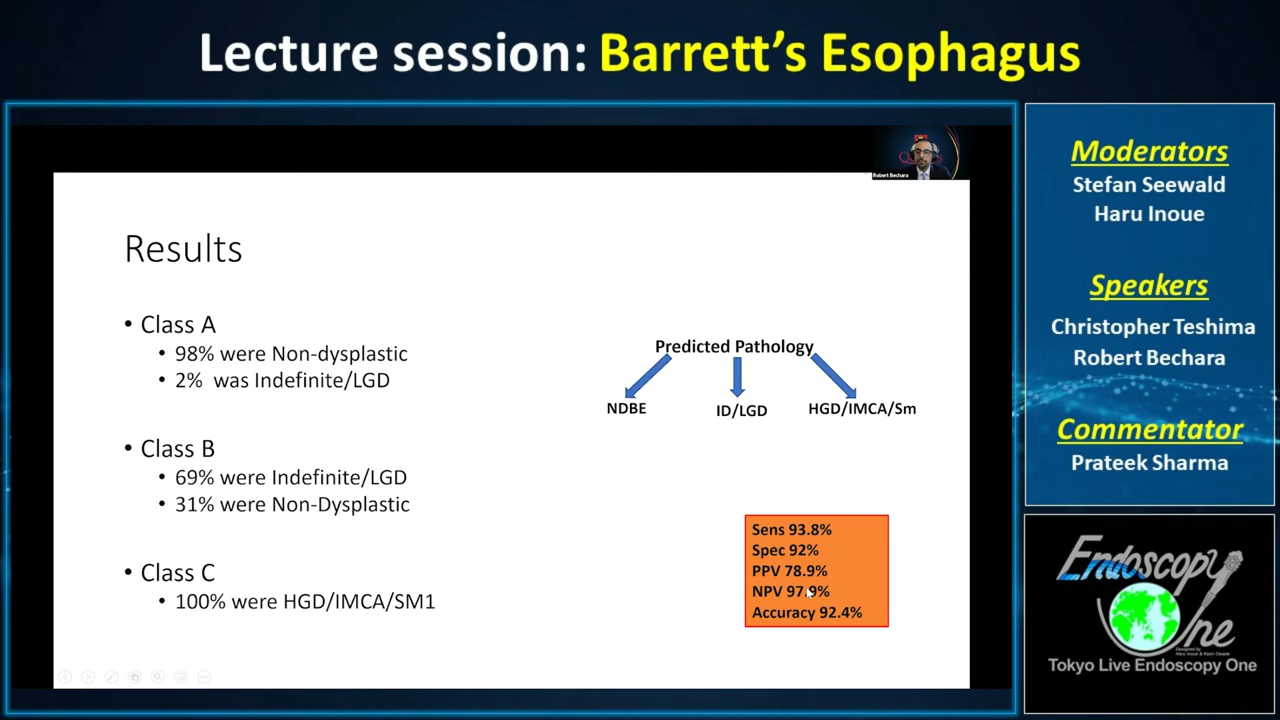 Lecture session: Barrett's Esophagus
Robert Bechara
Results
• Class A
• 98% were Non-dysplastic
• 2% was Indefinite/LGD
• Class B
• 69% were Indefinite/LGD
• 31% were Non-Dysplastic
• Class C
• 100% were HGD/IMCA/SM1
Predicted Pathology
NDBE
ID/LGD
HGD/IMCA/Sm
Sens 93.8%
Spec 92%
PPV 78.9%
NPV 97.9%
Accuracy 92.4%
Moderators
Stefan Seewald
Haru Inoue
Speakers
Christopher Teshima
Robert Bechara
Commentator
Prateek Sharma
Endoscopy
One
Tokyo Live Endoscopy One